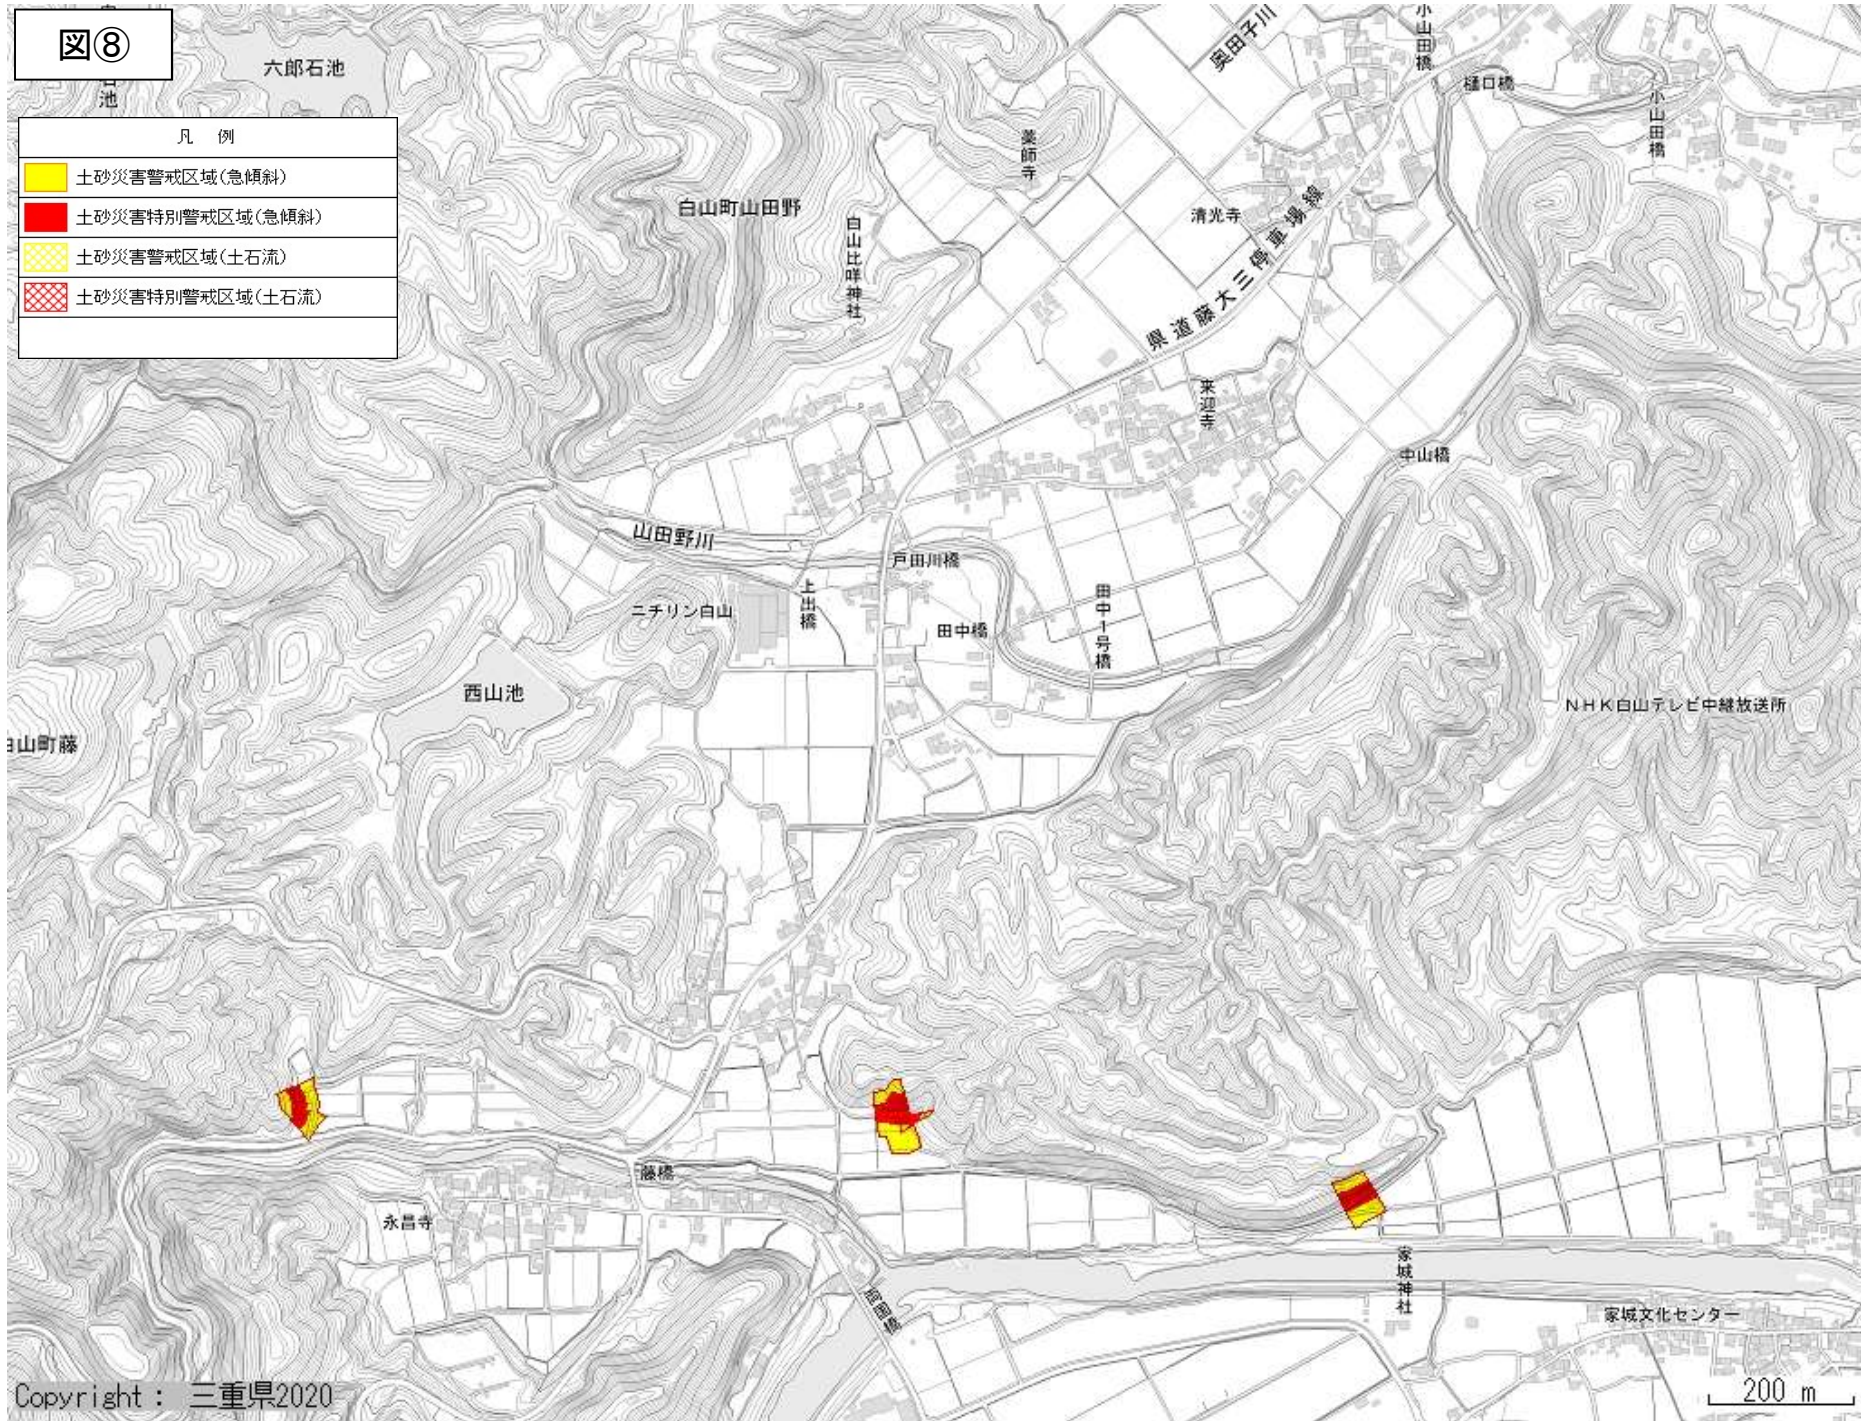 図⑧
六郎石池
石池
凡 例
土砂災害警戒区域(急傾斜)
土砂災害特別警戒区域(急傾斜)
土砂災害警戒区域(土石流)
土砂災害特別警戒区域(土石流)
奥田子川
小山田橋
樋口橋
小山田橋
薬師寺
白山町山田野
白山比咩神社
清光寺
県道藤大三停車場線
来迎寺
中山橋
山田野川
戸田川橋
上出橋
ニチリン白山
田中橋
田中1号橋
西山池
NHK白山テレビ中継放送所
白山町藤
藤橋
永昌寺
家城神社
家城文化センター
Copyright : 三重県2020
200 m